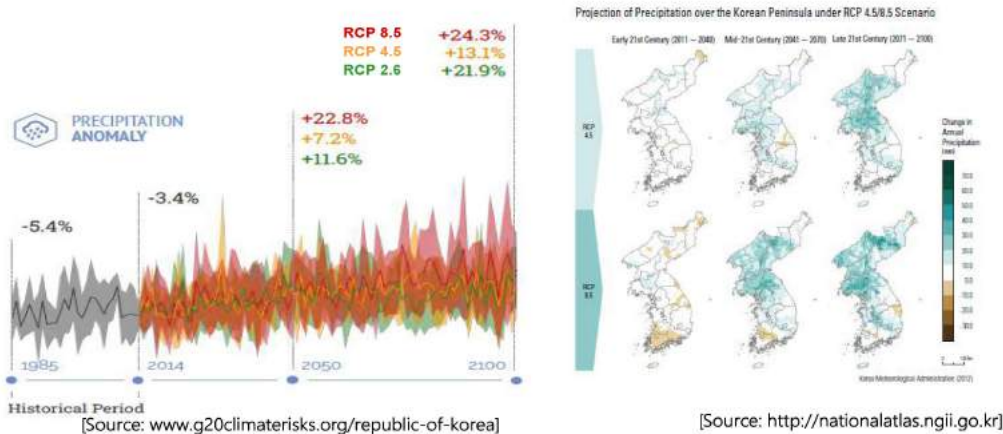 RCP 8.5 +24.3%
RCP 4.5 +13.1%
RCP 2.6 +21.9%
PRECIPITATION
ANOMALY
+22.8%
+7.2%
+11.6%
-5.4%
-3.4%
1985 2014 2050 2100
Historical Period
[Source: www.g20climaterisks.org/republic-of-korea]
Projection of Precipitation over the Korean Peninsula under RCP 4.5/8.5 Scenario
Early 21st Century (2011 – 2040) Mid-21st Century (2041 – 2070) Late 21st Century (2071 – 2100)
RCP
4.5
RCP
8.5
Change in
Annual
Precipitation
Korea Meteorological Administration (2012)
[Source: http://nationalatlas.ngii.go.kr]